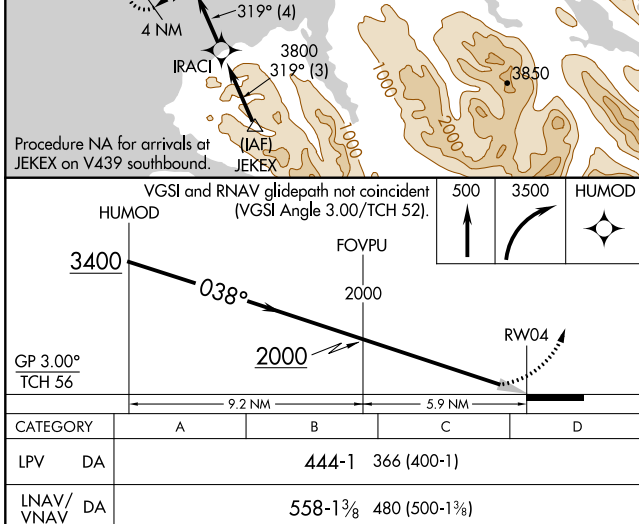 319° (4)
4 NM
IRACI
3800
319° (3)
3850
1000
2000
1000
Procedure NA for arrivals at
JEKEX on V439 southbound.
(IAF)
JEKEX
VGSI and RNAV glidepath not coincident
(VGSI Angle 3.00/TCH 52).
500
3500
HUMOD
HUMOD
FOVPU
3400
038°
2000
2000
RW04
GP 3.00°
TCH 56
9.2 NM
5.9 NM
CATEGORY A B C D
LPV DA 444-1 366 (400-1)
LNAV/
VNAV DA 558-1⅜ 480 (500-1⅜)